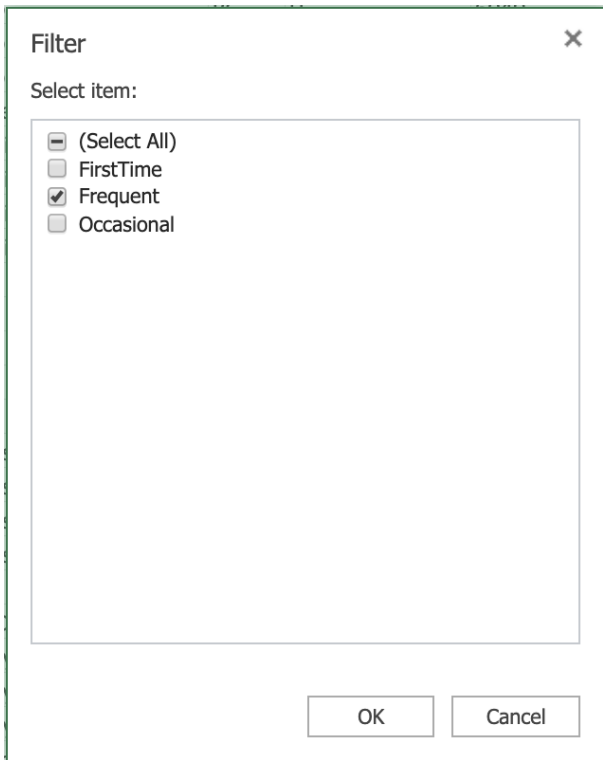 Filter
Select item:
(Select All)
FirstTime
Frequent
Occasional
OK
Cancel